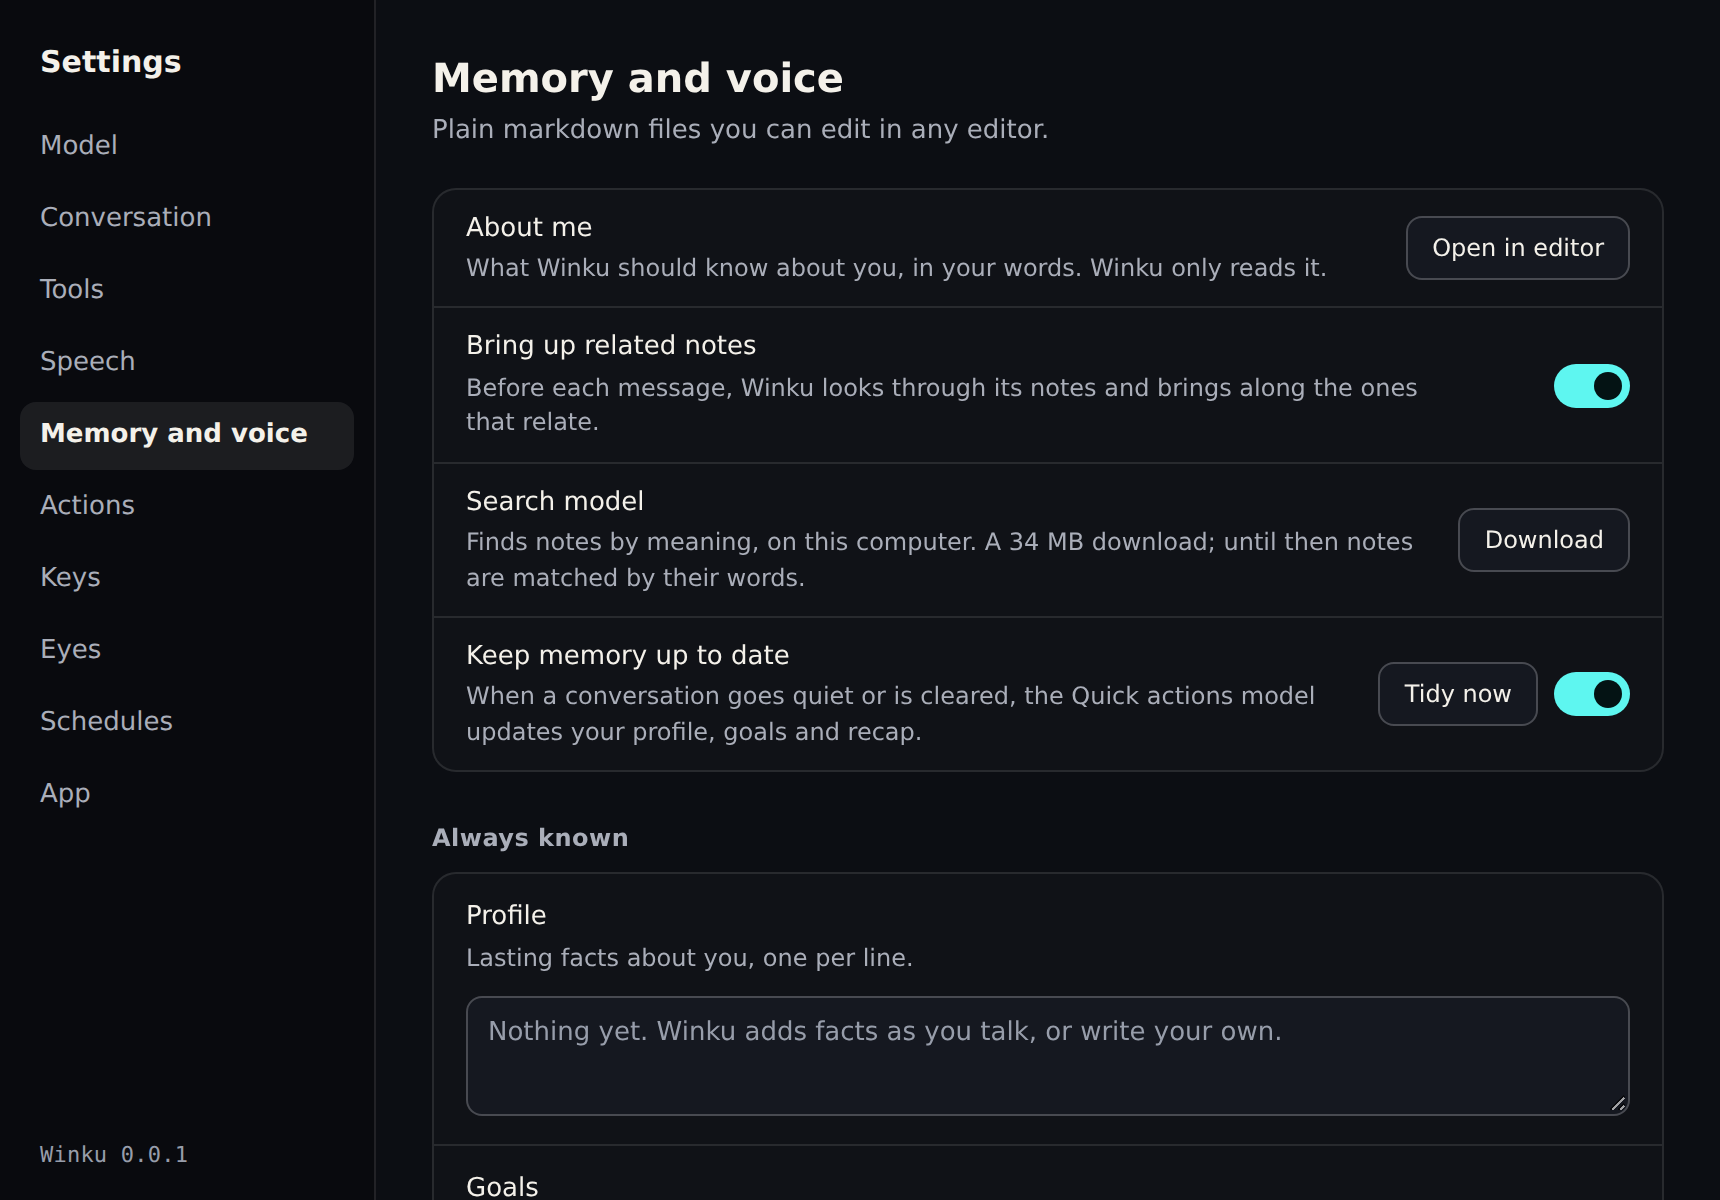 Settings
Model
Conversation
Tools
Speech
Memory and voice
Actions
Keys
Eyes
Schedules
App
Winku 0.0.1
Memory and voice
Plain markdown files you can edit in any editor.
About me
What Winku should know about you, in your words. Winku only reads it.
Open in editor
Bring up related notes
Before each message, Winku looks through its notes and brings along the ones
that relate.
Search model
Finds notes by meaning, on this computer. A 34 MB download; until then notes
are matched by their words.
Download
Keep memory up to date
When a conversation goes quiet or is cleared, the Quick actions model
updates your profile, goals and recap.
Tidy now
Always known
Profile
Lasting facts about you, one per line.
Nothing yet. Winku adds facts as you talk, or write your own.
Goals